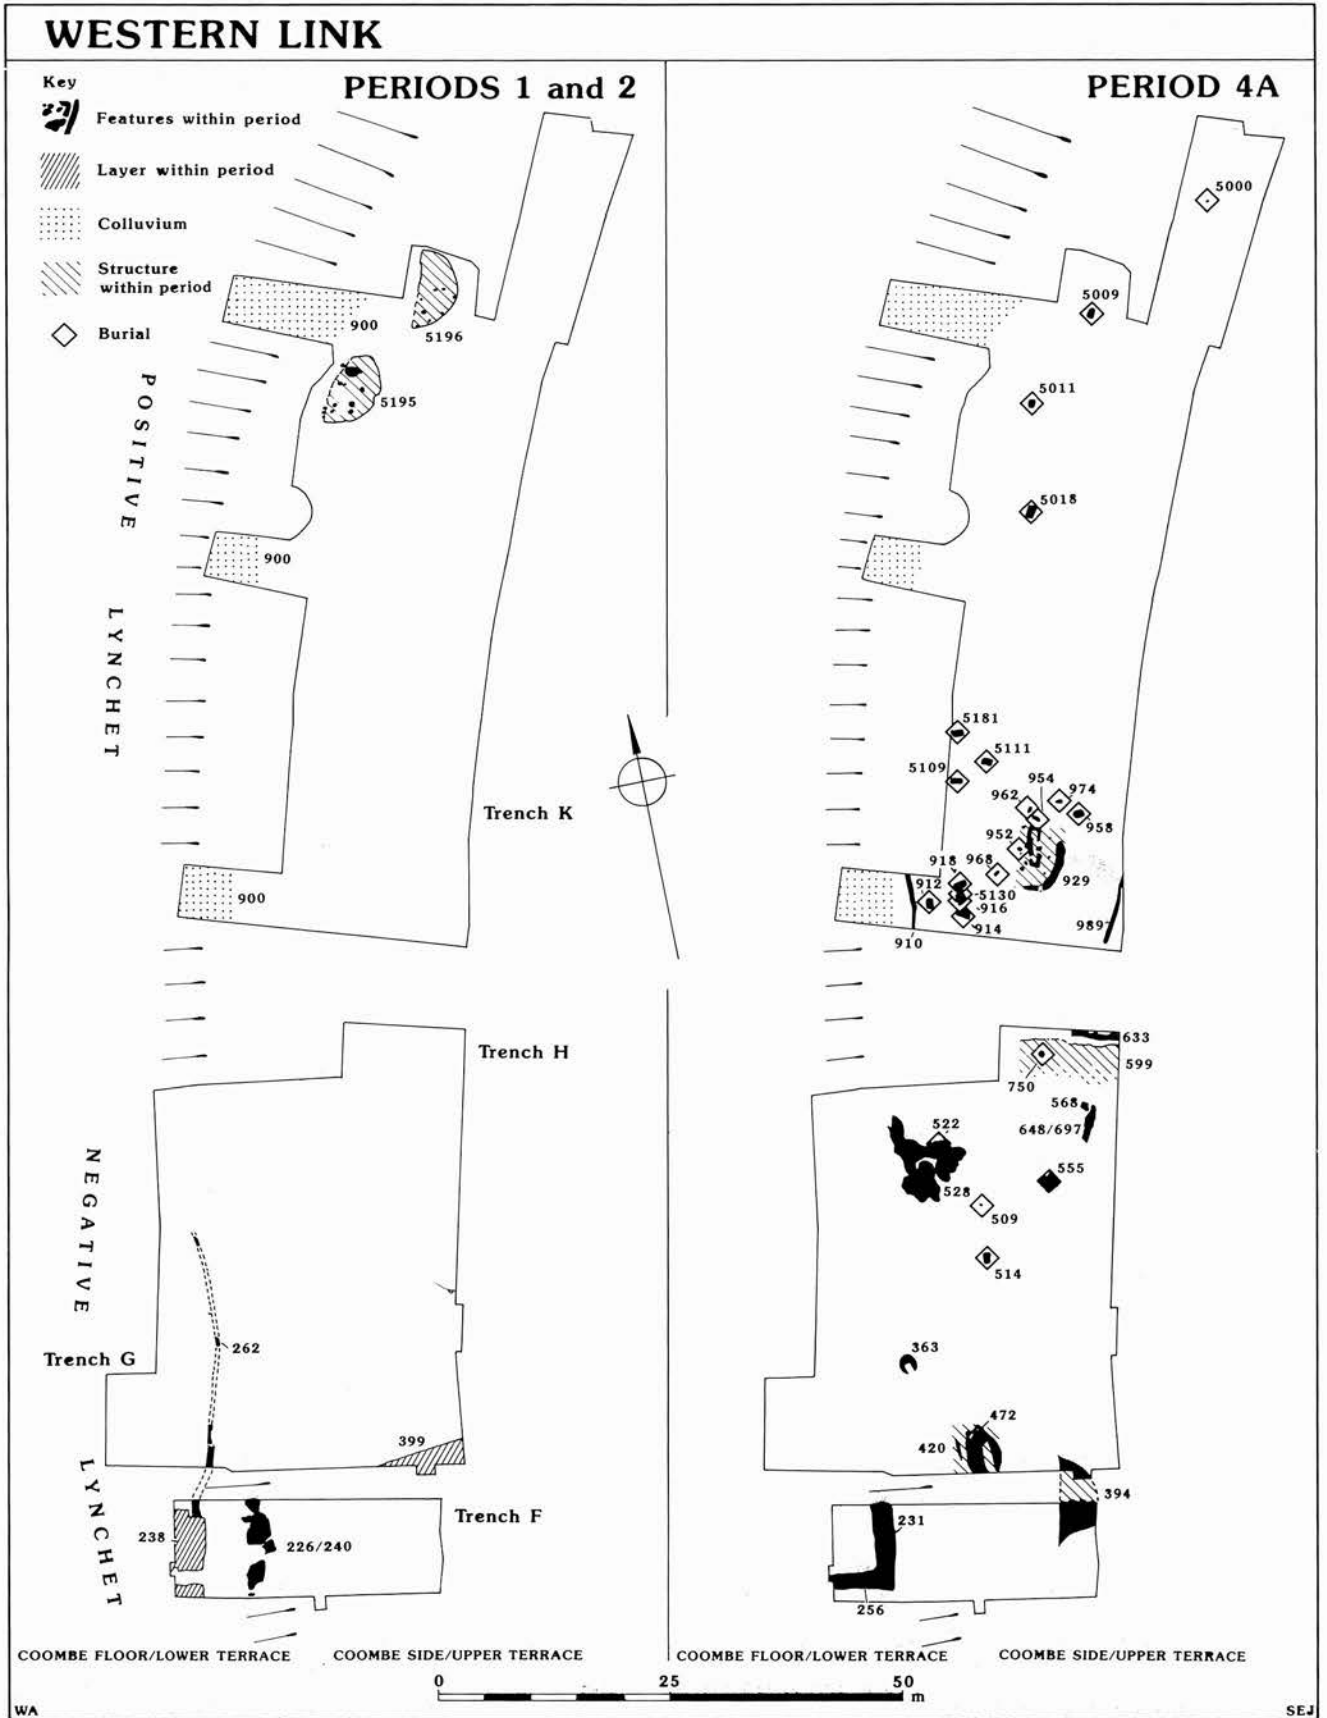 WESTERN LINK
Key
Features within period
Layer within period
Colluvium
Structure
within period
Burial
PERIODS 1 and 2
900
5196
5195
900
POSITIVE
LYNCHET
Trench K
900
Trench H
NEGATIVE
262
Trench G
399
LYNCHET
Trench F
238
226/240
COOMBE FLOOR/LOWER TERRACE
COOMBE SIDE/UPPER TERRACE
PERIOD 4A
5000
5009
5011
5018
5181
5111
5109
954
974
962
958
952
918
968
929
912
5130
916
914
910
9897
633
599
750
568
648/697
522
555
528
509
514
363
472
420
394
231
256
COOMBE FLOOR/LOWER TERRACE
COOMBE SIDE/UPPER TERRACE
0 25 50
m
WA
SEJ